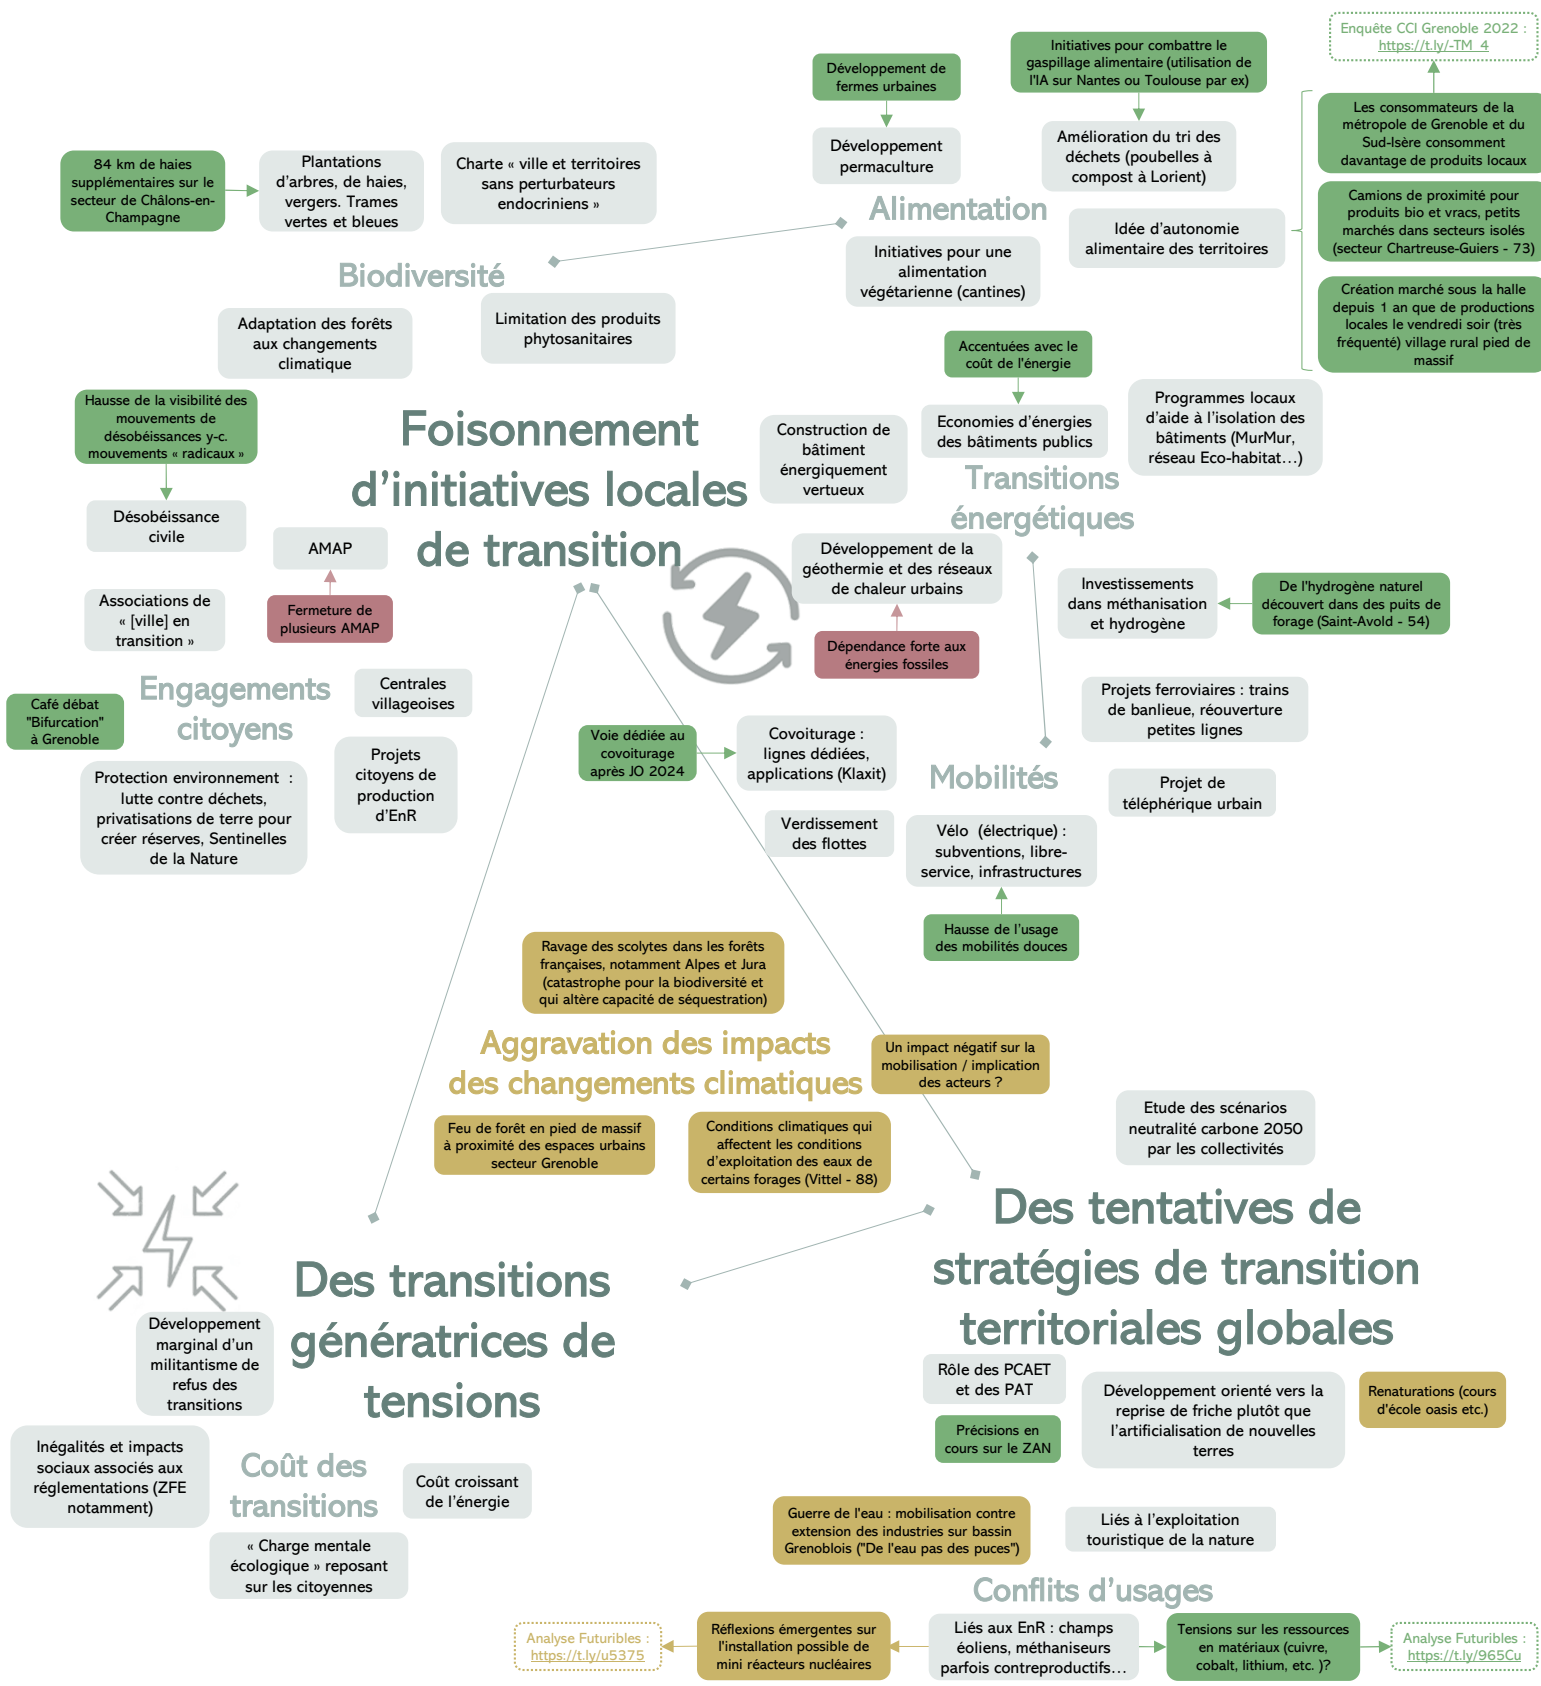 Enquête CCI Grenoble 2022 :
https://t.ly/-TM_4
Initiatives pour combattre le
gaspillage alimentaire (utilisation de
l'IA sur Nantes ou Toulouse par ex)
Développement de
fermes urbaines
Les consommateurs de la
métropole de Grenoble et du
Sud-Isère consomment
davantage de produits locaux
Développement
permaculture
Amélioration du tri des
déchets (poubelles à
compost à Lorient)
84 km de haies
supplémentaires sur le
secteur de Châlons-en-
Champagne
Plantations
d'arbres, de haies,
vergers. Trames
vertes et bleues
Charte « ville et territoires
sans perturbateurs
endocriniens »
Alimentation
Idée d'autonomie
alimentaire des territoires
Camions de proximité pour
produits bio et vracs, petits
marchés dans secteurs isolés
(secteur Chartreuse-Guiers - 73)
Initiatives pour une
alimentation
végétarienne (cantines)
Biodiversité
Création marché sous la halle
depuis 1 an que de productions
locales le vendredi soir (très
fréquenté) village rural pied de
massif
Adaptation des forêts
aux changements
climatique
Limitation des produits
phytosanitaires
Accentuées avec le
coût de l'énergie
Hausse de la visibilité des
mouvements de
désobéissances y-c.
mouvements « radicaux »
Foisonnement
d'initiatives locales
de transition
Construction de
bâtiment
énergiquement
vertueux
Economies d'énergies
des bâtiments publics
Programmes locaux
d'aide à l'isolation des
bâtiments (MurMur,
réseau Eco-habitat…)
Transitions
énergétiques
Désobéissance
civile
AMAP
Développement de la
géothermie et des réseaux
de chaleur urbains
Investissements
dans méthanisation
et hydrogène
De l'hydrogène naturel
découvert dans des puits de
forage (Saint-Avold - 54)
Associations de
« [ville] en
transition »
Fermeture de
plusieurs AMAP
Dépendance forte aux
énergies fossiles
Engagements
citoyens
Centrales
villageoises
Projets ferroviaires : trains
de banlieue, réouverture
petites lignes
Café débat
"Bifurcation"
à Grenoble
Voie dédiée au
covoiturage
après JO 2024
Covoiturage :
lignes dédiées,
applications (Klaxit)
Mobilités
Projet de
téléphérique urbain
Projets
citoyens de
production
d'EnR
Protection environnement  :
lutte contre déchets,
privatisations de terre pour
créer réserves, Sentinelles
de la Nature
Verdissement
des flottes
Vélo  (électrique) :
subventions, libre-
service, infrastructures
Hausse de l'usage
des mobilités douces
Ravage des scolytes dans les forêts
françaises, notamment Alpes et Jura
(catastrophe pour la biodiversité et
qui altère capacité de séquestration)
Aggravation des impacts
des changements climatiques
Un impact négatif sur la
mobilisation / implication
des acteurs ?
Feu de forêt en pied de massif
à proximité des espaces urbains
secteur Grenoble
Conditions climatiques qui
affectent les conditions
d'exploitation des eaux de
certains forages (Vittel - 88)
Etude des scénarios
neutralité carbone 2050
par les collectivités
Des tentatives de
stratégies de transition
territoriales globales
Des transitions
génératrices de
tensions
Développement
marginal d'un
militantisme de
refus des
transitions
Rôle des PCAET
et des PAT
Développement orienté vers la
reprise de friche plutôt que
l'artificialisation de nouvelles
terres
Renaturations (cours
d'école oasis etc.)
Précisions en
cours sur le ZAN
Inégalités et impacts
sociaux associés aux
réglementations (ZFE
notamment)
Coût des
transitions
Coût croissant
de l'énergie
« Charge mentale
écologique » reposant
sur les citoyennes
Guerre de l'eau : mobilisation contre
extension des industries sur bassin
Grenoblois ("De l'eau pas des puces")
Liés à l'exploitation
touristique de la nature
Conflits d'usages
Analyse Futuribles :
https://t.ly/u5375
Réflexions émergentes sur
l'installation possible de
mini réacteurs nucléaires
Liés aux EnR : champs
éoliens, méthaniseurs
parfois contreproductifs…
Tensions sur les ressources
en matériaux (cuivre,
cobalt, lithium, etc. )?
Analyse Futuribles :
https://t.ly/965Cu